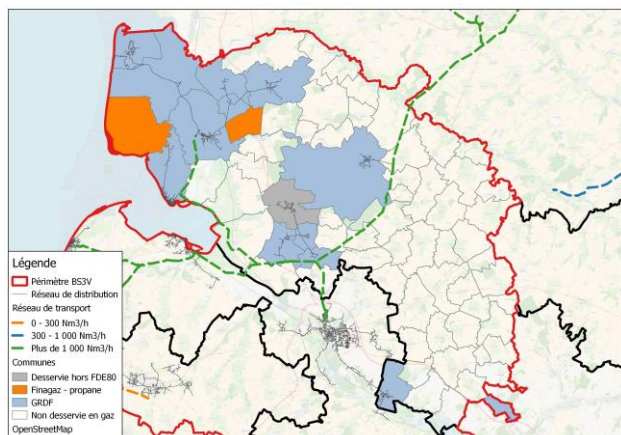 Légende
Périmètre BS3V
Réseau de distribution
Réseau de transport
0 - 300 Nm3/h
300 - 1 000 Nm3/h
Plus de 1 000 Nm3/h
Communes
Desservie hors FDE80
Finagaz - propane
GRDF
Non desservie en gaz
OpenStreetMap